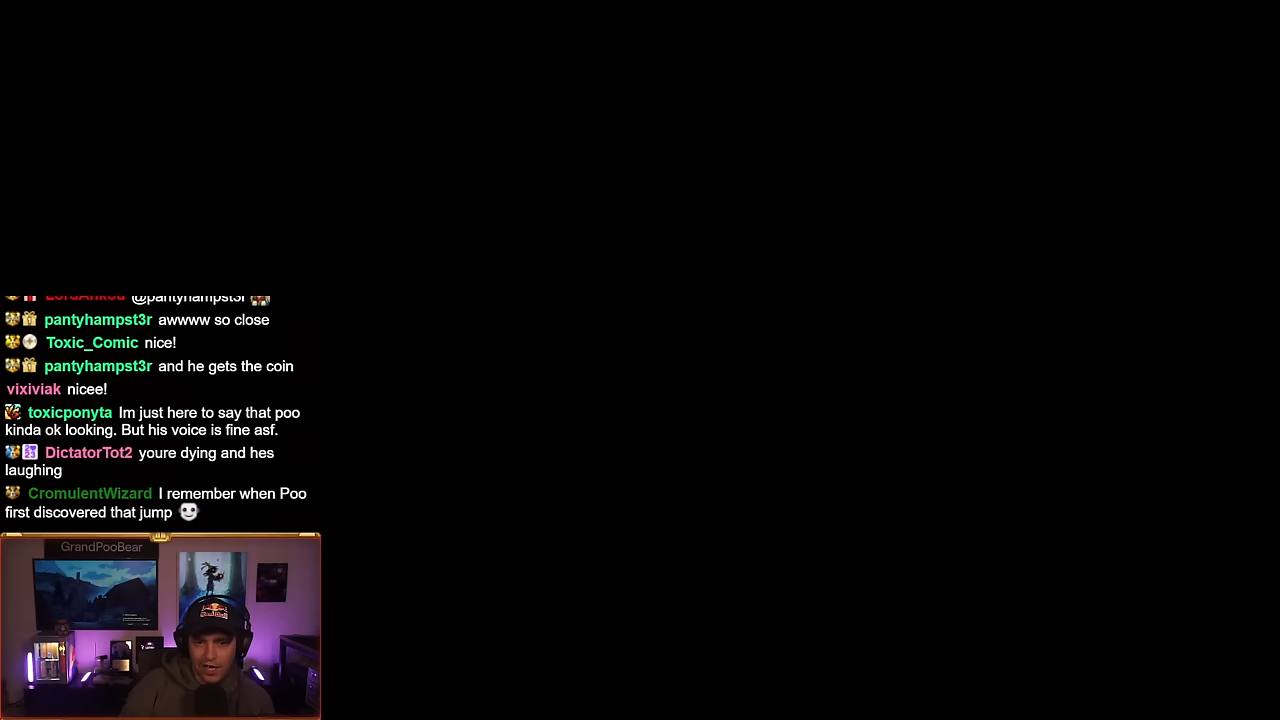 LordAnkou @pantyhampst3r
pantyhampst3r awwww so close
Toxic_Comic nice!
pantyhampst3r and he gets the coin
vixiviak nicee!
toxicponyta Im just here to say that poo
kinda ok looking. But his voice is fine asf.
DictatorTot2 youre dying and hes
laughing
CromulentWizard I remember when Poo
first discovered that jump
GrandPooBear